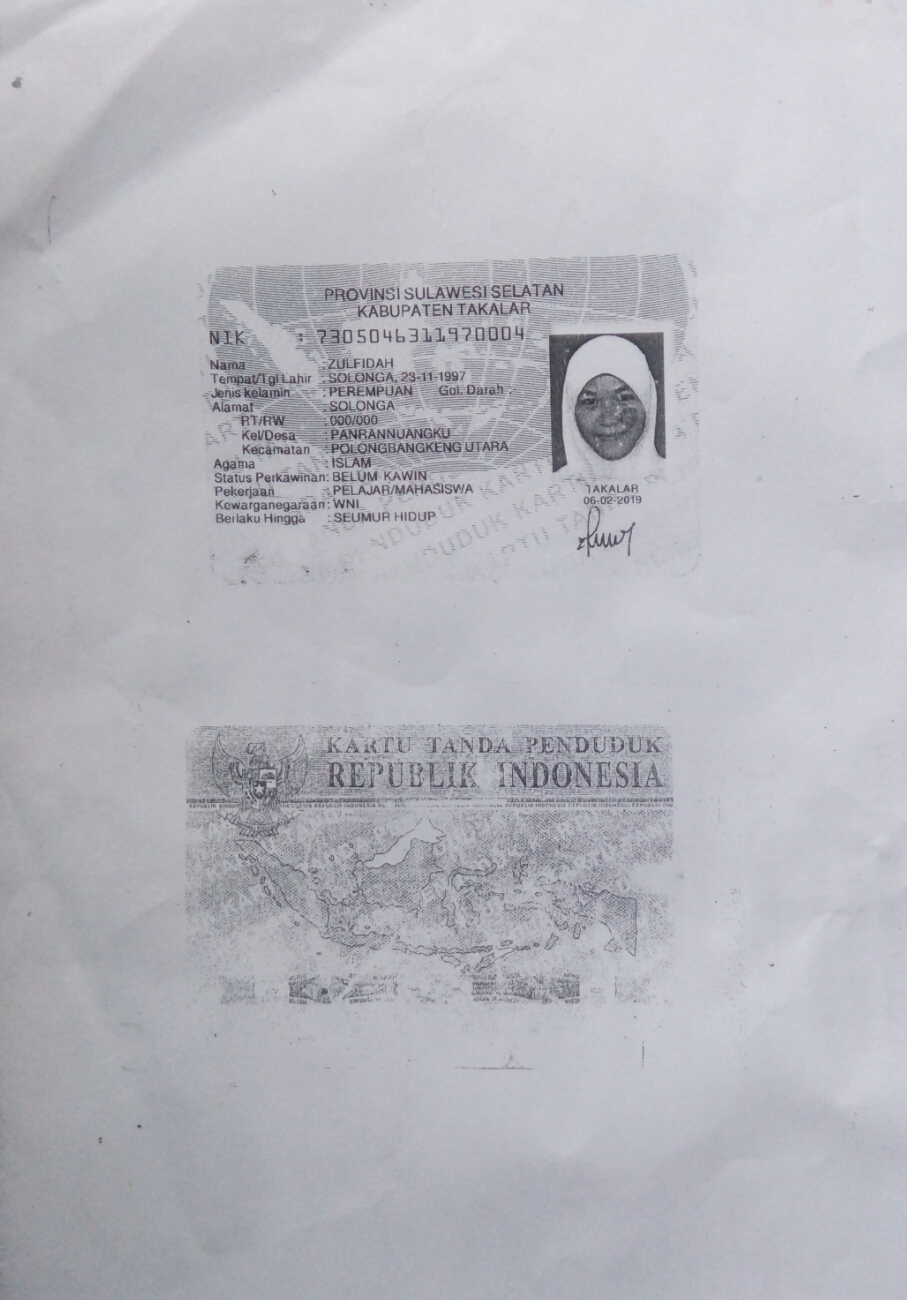 PROVINSI SULAWESI SELATAN
KABUPATEN TAKALAR
NIK : 7305046311970004
Nama : ZULFIDAH
Tempat/Tgl Lahir : SOLONGA, 23-11-1997
Jenis kelamin : PEREMPUAN Gol. Darah : -
Alamat : SOLONGA
RT/RW : 000/000
Kel/Desa : PANRANNUANGKU
Kecamatan : POLONGBANGKENG UTARA
Agama : ISLAM
Status Perkawinan: BELUM KAWIN
Pekerjaan : PELAJAR/MAHASISWA
Kewarganegaraan: WNI
Berlaku Hingga : SEUMUR HIDUP
TAKALAR
06-02-2019
KARTU TANDA PENDUDUK
REPUBLIK INDONESIA